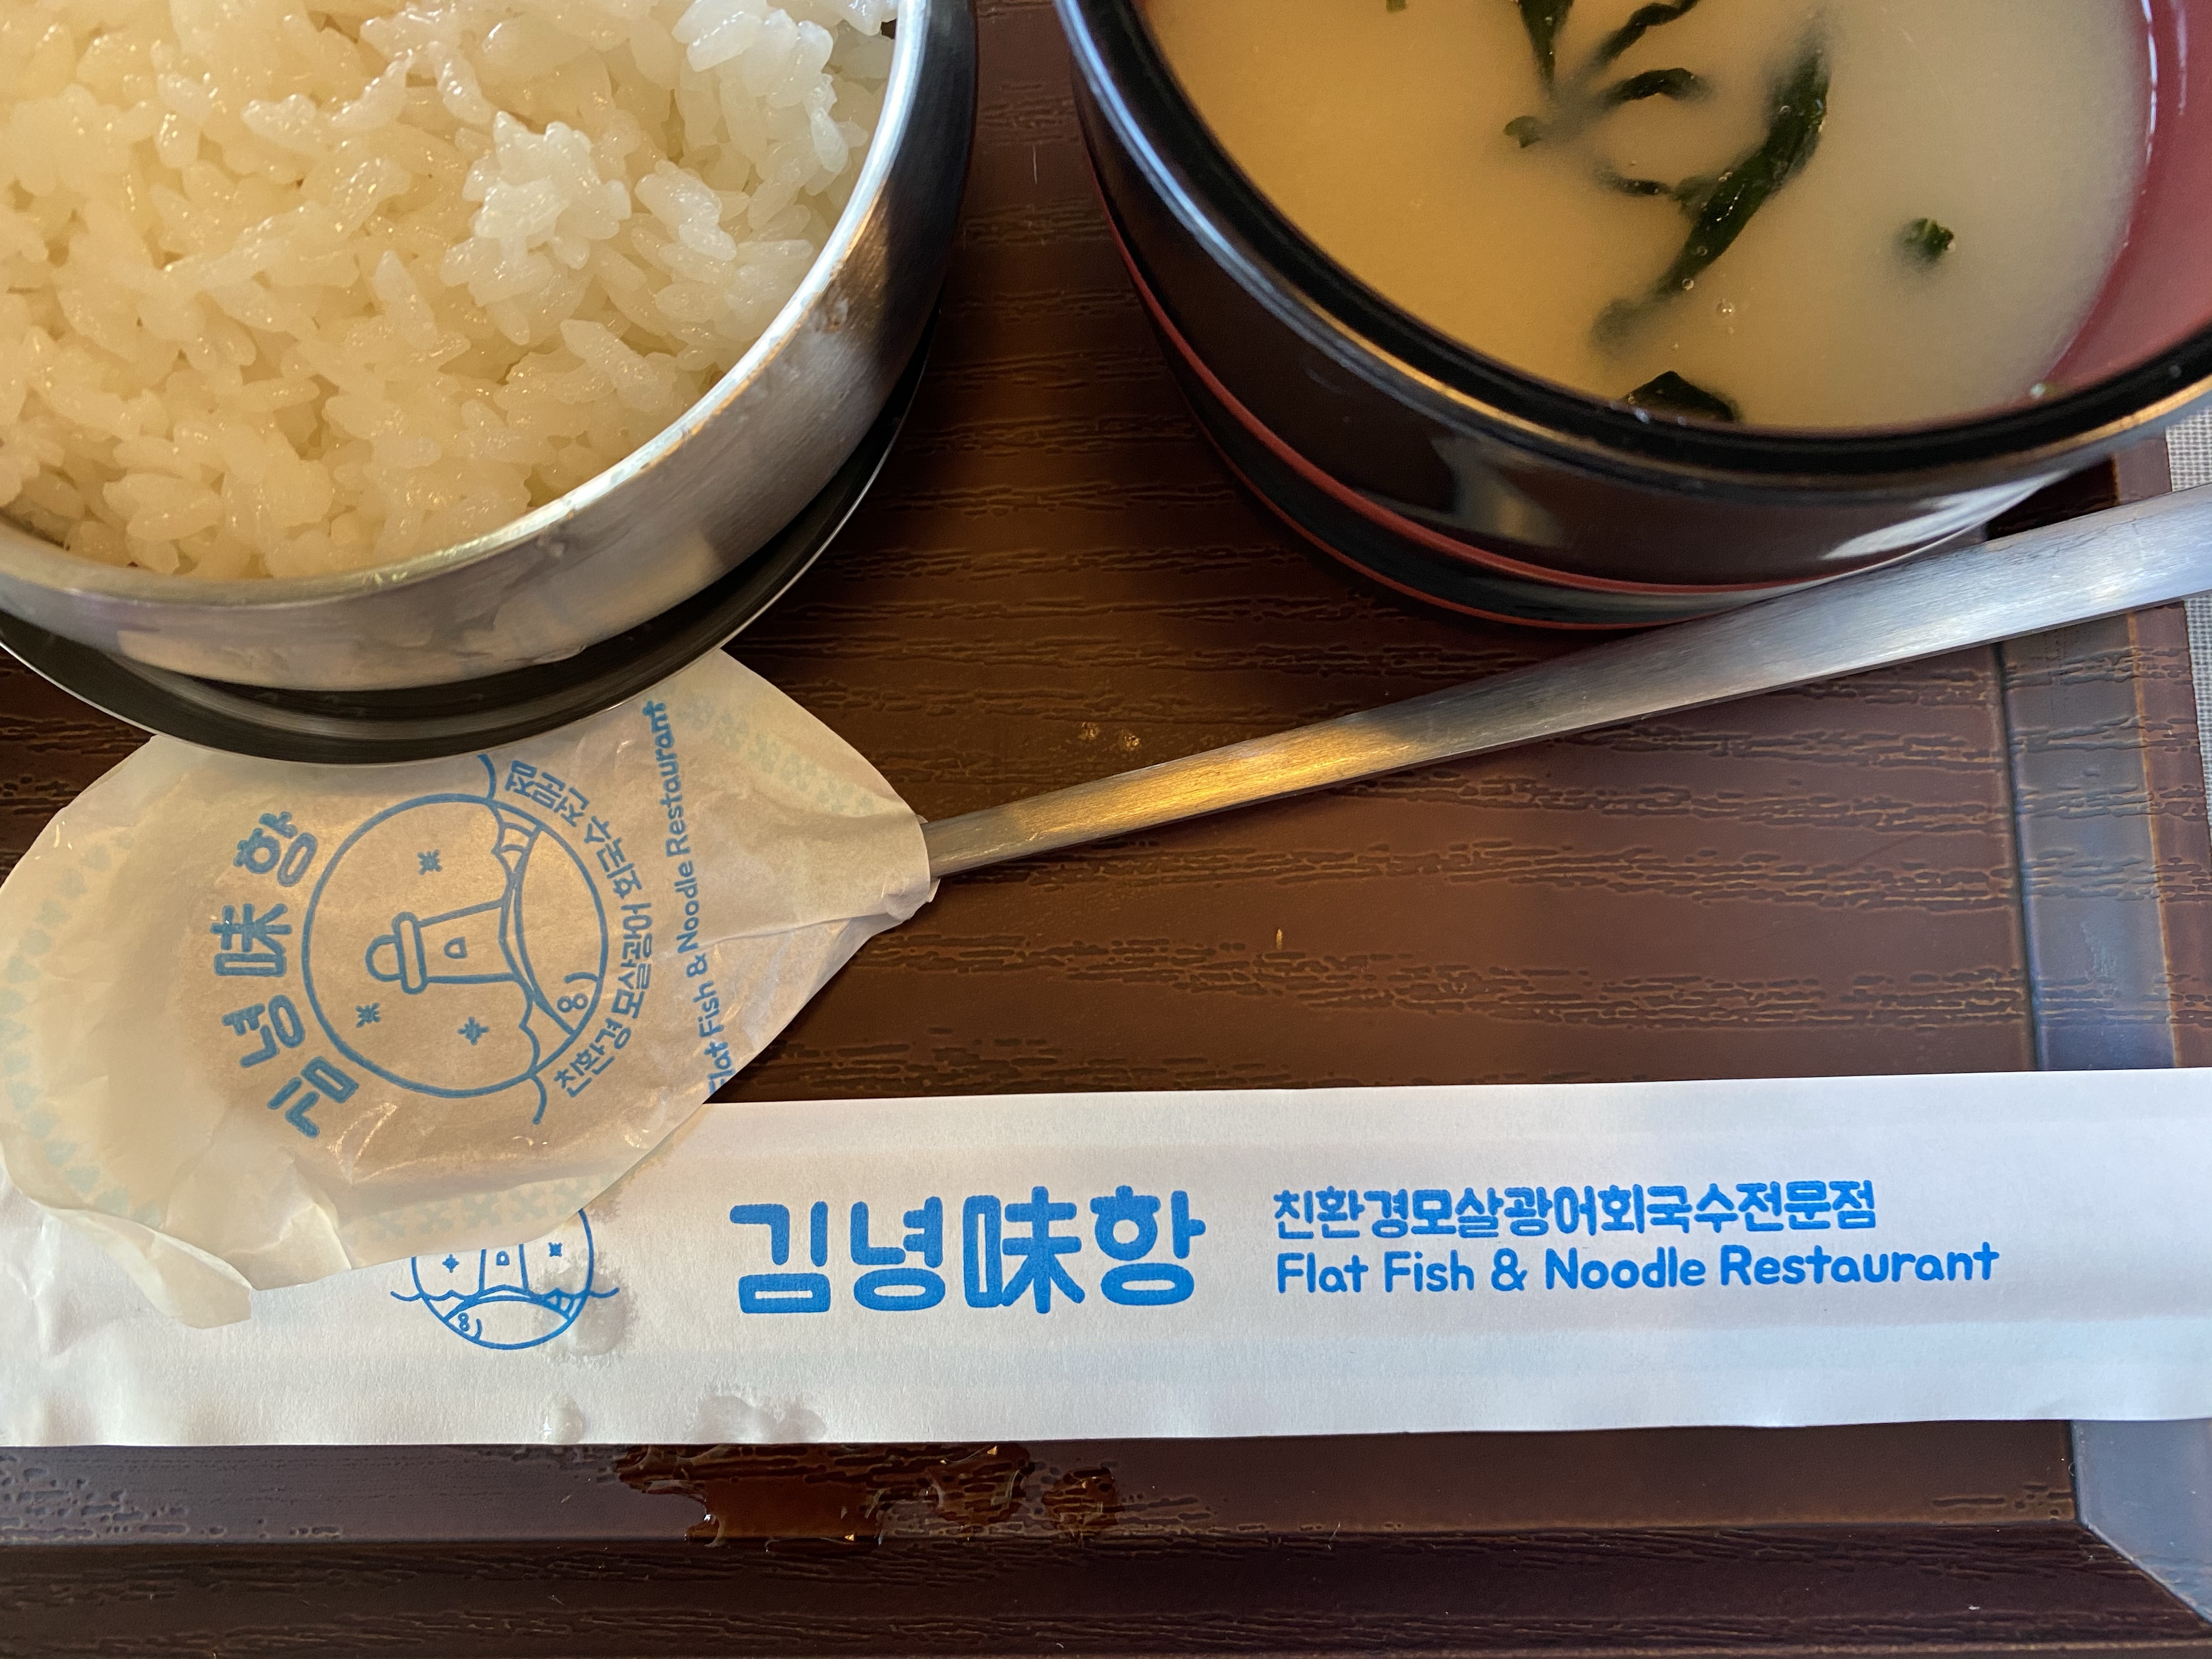 김녕味항
친환경 모살광어 회국수 전문점
Flat Fish & Noodle Restaurant
김녕味항
친환경모살광어회국수전문점
Flat Fish & Noodle Restaurant